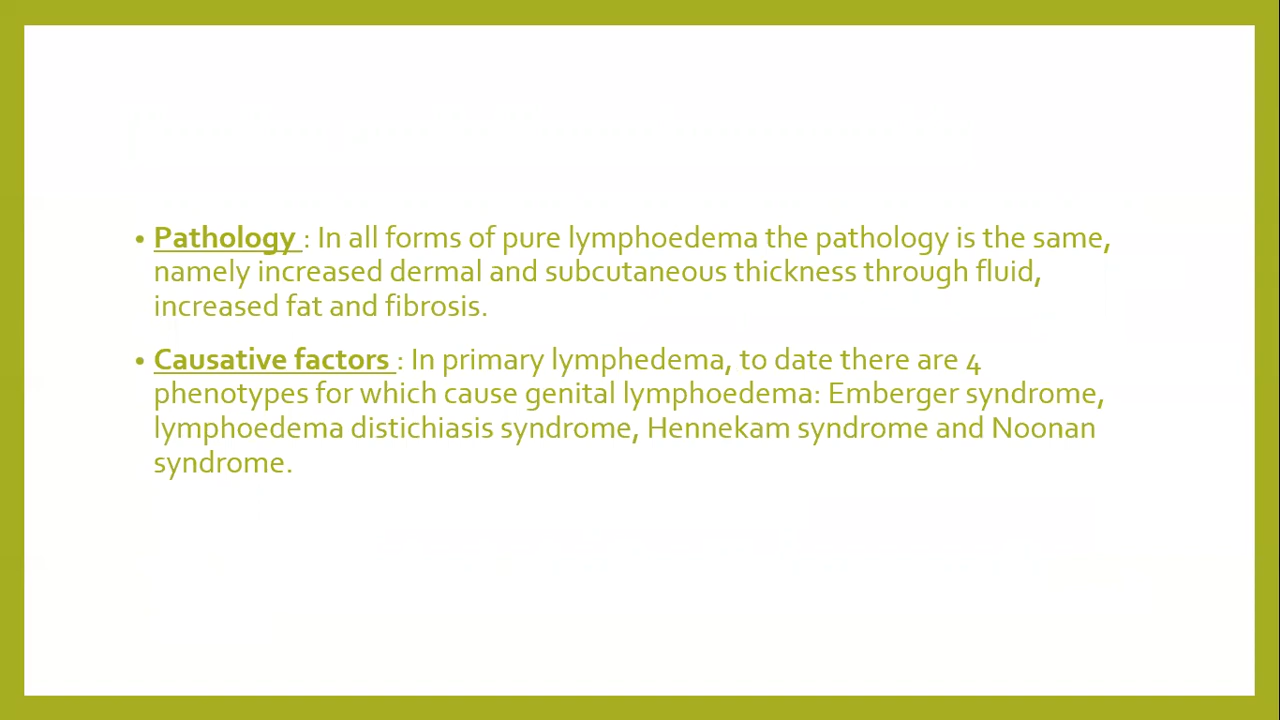 • Pathology : In all forms of pure lymphoedema the pathology is the same,
namely increased dermal and subcutaneous thickness through fluid,
increased fat and fibrosis.
• Causative factors : In primary lymphedema, to date there are 4
phenotypes for which cause genital lymphoedema: Emberger syndrome,
lymphoedema distichiasis syndrome, Hennekam syndrome and Noonan
syndrome.